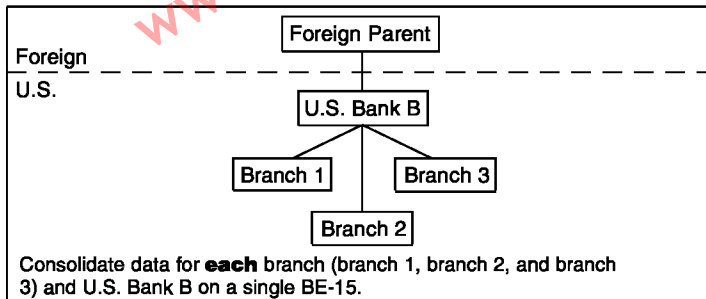 ww
Foreign Parent
Foreign
U.S.
U.S. Bank B
Branch 1
Branch 3
Branch 2
Consolidate data for each branch (branch 1, branch 2, and branch
3) and U.S. Bank B on a single BE-15.